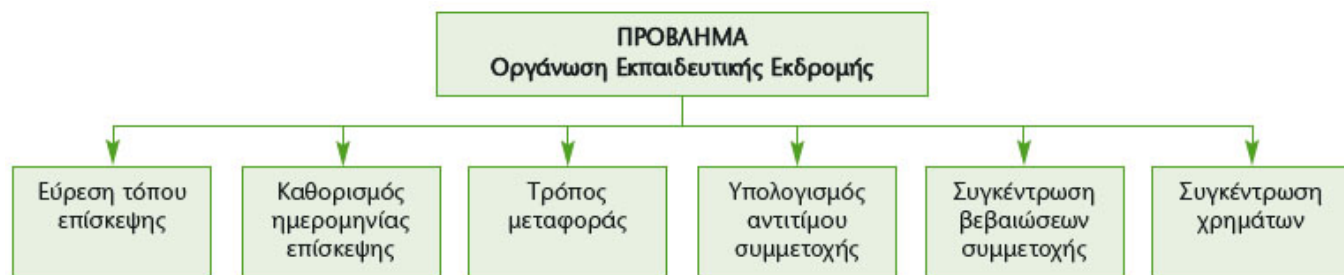 ΠΡΟΒΛΗΜΑ
Οργάνωση Εκπαιδευτικής Εκδρομής
Εύρεση τόπου
επίσκεψης
Καθορισμός
ημερομηνίας
επίσκεψης
Τρόπος
μεταφοράς
Υπολογισμός
αντιτίμου
συμμετοχής
Συγκέντρωση
βεβαιώσεων
συμμετοχής
Συγκέντρωση
χρημάτων